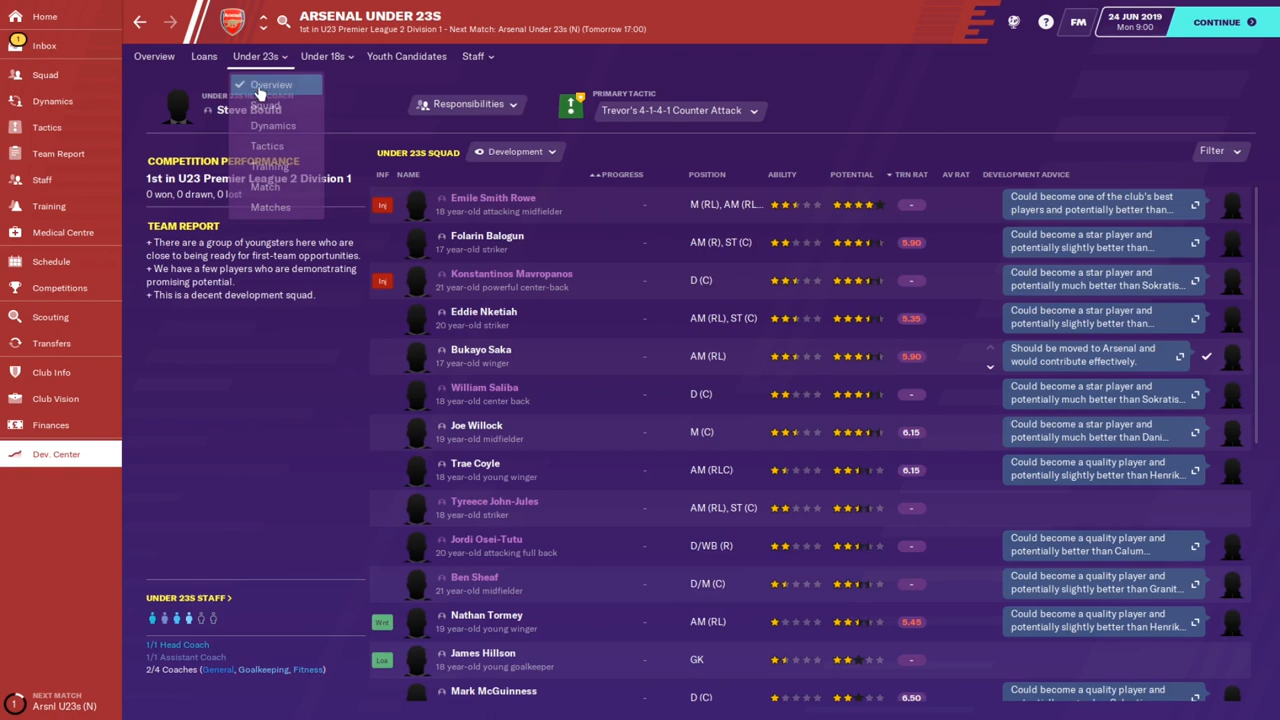 Home
ARSENAL UNDER 23S
1st in U23 Premier League 2 Division 1 - Next Match: Arsenal Under 23s (N) (Tomorrow 17:00)
?
FM
24 JUN 2019
Mon 9:00
CONTINUE
1
Inbox
Squad
Dynamics
Tactics
Team Report
Staff
Training
Medical Centre
Schedule
Competitions
Scouting
Transfers
Club Info
Club Vision
Finances
Dev. Center
1
NEXT MATCH
Arsnl U23s (N)
Overview
Loans
Under 23s
Under 18s
Youth Candidates
Staff
Overview
Squad
Dynamics
Tactics
Training
Match
Matches
Responsibilities
PRIMARY TACTIC
Trevor's 4-1-4-1 Counter Attack
COMPETITION PERFORMANCE
1st in U23 Premier League 2 Division 1
0 won, 0 drawn, 0 lost
TEAM REPORT
+ There are a group of youngsters here who are
close to being ready for first-team opportunities.
+ We have a few players who are demonstrating
promising potential.
+ This is a decent development squad.
UNDER 23S STAFF >
1/1 Head Coach
1/1 Assistant Coach
2/4 Coaches (General, Goalkeeping, Fitness)
UNDER 23S SQUAD
Development
Filter
INF NAME PROGRESS POSITION ABILITY POTENTIAL TRN RAT AV RAT DEVELOPMENT ADVICE
Inj Emile Smith Rowe - M (RL), AM (RL... -
18 year-old attacking midfielder
Could become one of the club's best
players and potentially better than...
Folarin Balogun - AM (R), ST (C) 5.90
17 year-old striker
Could become a star player and
potentially slightly better than...
Inj Konstantinos Mavropanos - D (C) -
21 year-old powerful center-back
Could become a star player and
potentially much better than Sokratis...
Eddie Nketiah - AM (RL), ST (C) 5.35
20 year-old striker
Could become a star player and
potentially slightly better than...
Bukayo Saka - AM (RL) 5.90
17 year-old winger
Should be moved to Arsenal and
would contribute effectively.
William Saliba - D (C) -
18 year-old center back
Could become a star player and
potentially much better than Sokratis...
Joe Willock - M (C) 6.15
19 year-old midfielder
Could become a star player and
potentially much better than Dani...
Trae Coyle - AM (RLC) 6.15
18 year-old young winger
Could become a quality player and
potentially slightly better than Henrik...
Tyreece John-Jules - AM (RL), ST (C) -
18 year-old striker
Jordi Osei-Tutu - D/WB (R) -
20 year-old attacking full back
Could become a quality player and
potentially better than Calum...
Ben Sheaf - D/M (C) -
21 year-old midfielder
Could become a quality player and
potentially slightly better than Granit...
Wnt Nathan Tormey - AM (RL) 5.45
19 year-old young winger
Could become a quality player and
potentially slightly better than Henrik...
Loa James Hillson - GK -
18 year-old young goalkeeper
Mark McGuinness - D (C) 6.50
Could become a quality player and